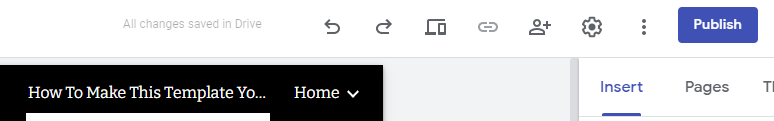 All changes saved in Drive
Publish
How To Make This Template Yo...
Home
Insert
Pages